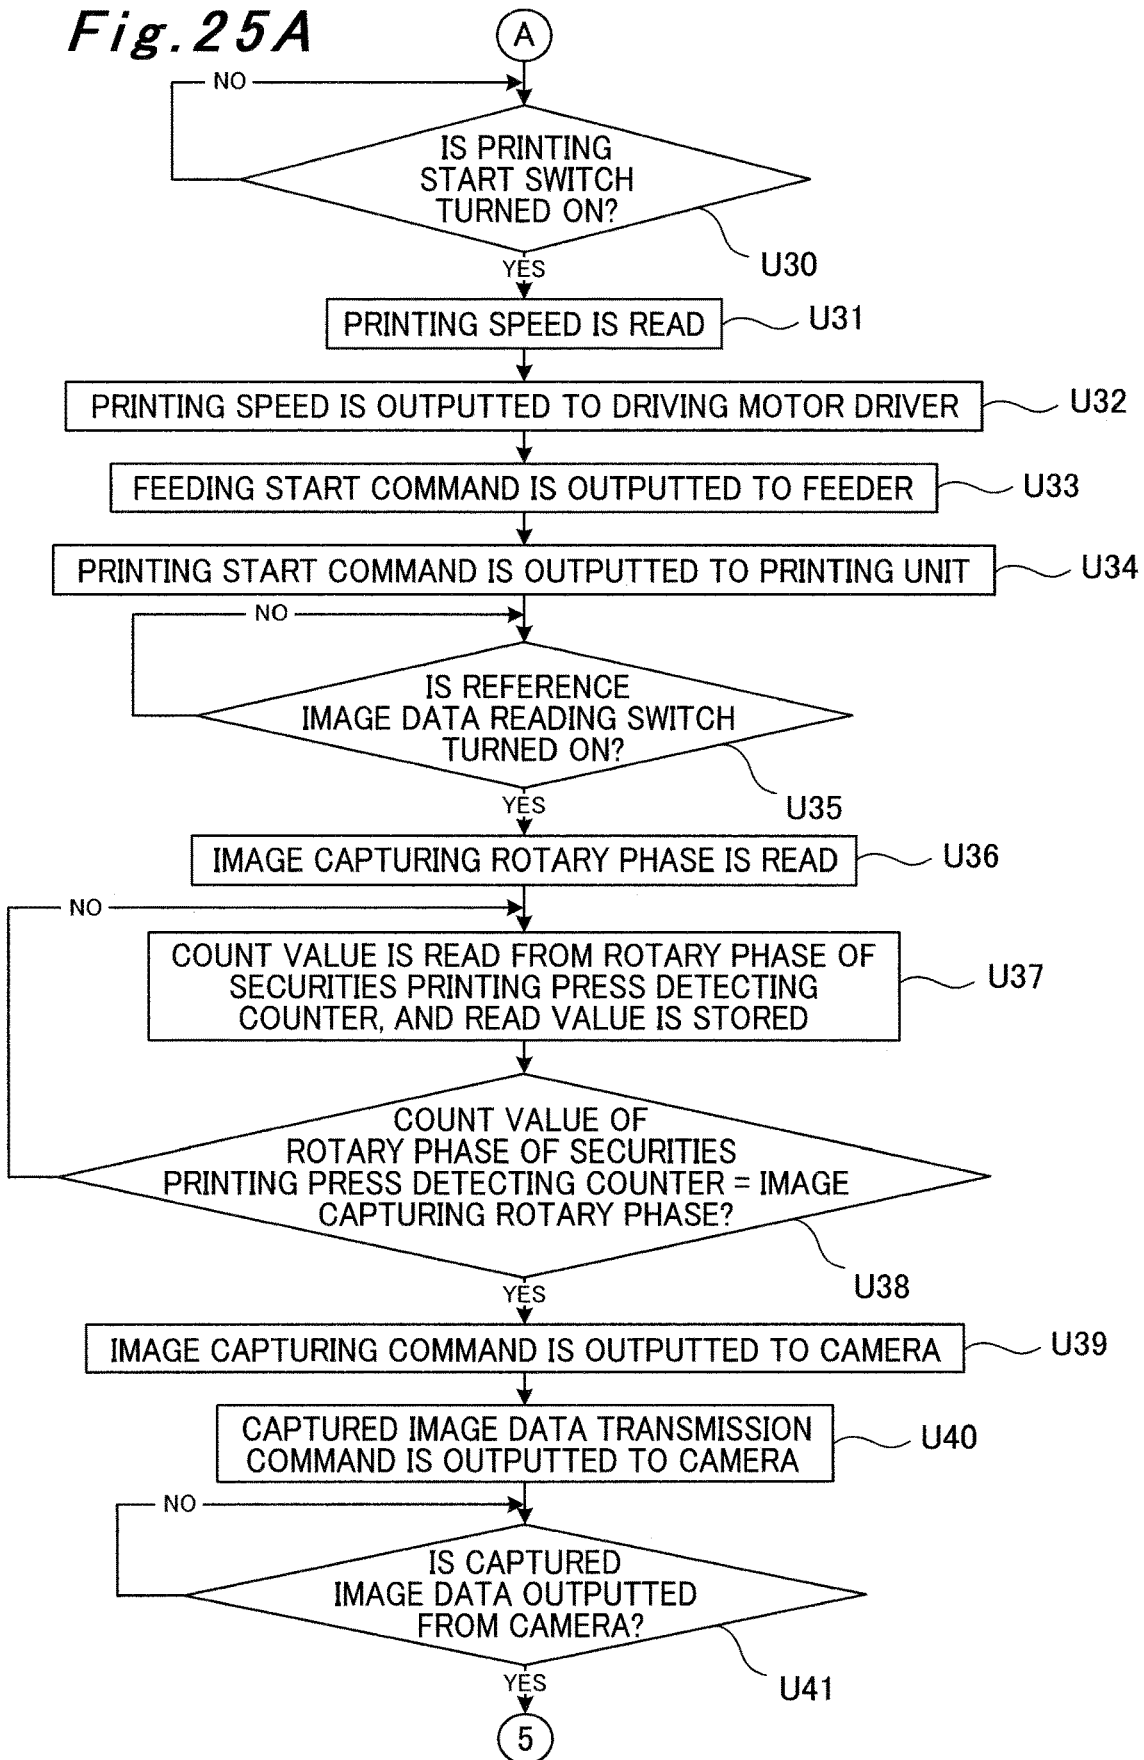 Fig.25A
A
NO
IS PRINTING
START SWITCH
TURNED ON?
U30
YES
PRINTING SPEED IS READ
U31
PRINTING SPEED IS OUTPUTTED TO DRIVING MOTOR DRIVER
U32
FEEDING START COMMAND IS OUTPUTTED TO FEEDER
U33
PRINTING START COMMAND IS OUTPUTTED TO PRINTING UNIT
U34
NO
IS REFERENCE
IMAGE DATA READING SWITCH
TURNED ON?
U35
YES
IMAGE CAPTURING ROTARY PHASE IS READ
U36
NO
COUNT VALUE IS READ FROM ROTARY PHASE OF
SECURITIES PRINTING PRESS DETECTING
COUNTER, AND READ VALUE IS STORED
U37
COUNT VALUE OF
ROTARY PHASE OF SECURITIES
PRINTING PRESS DETECTING COUNTER = IMAGE
CAPTURING ROTARY PHASE?
U38
YES
IMAGE CAPTURING COMMAND IS OUTPUTTED TO CAMERA
U39
CAPTURED IMAGE DATA TRANSMISSION
COMMAND IS OUTPUTTED TO CAMERA
U40
NO
IS CAPTURED
IMAGE DATA OUTPUTTED
FROM CAMERA?
U41
YES
5